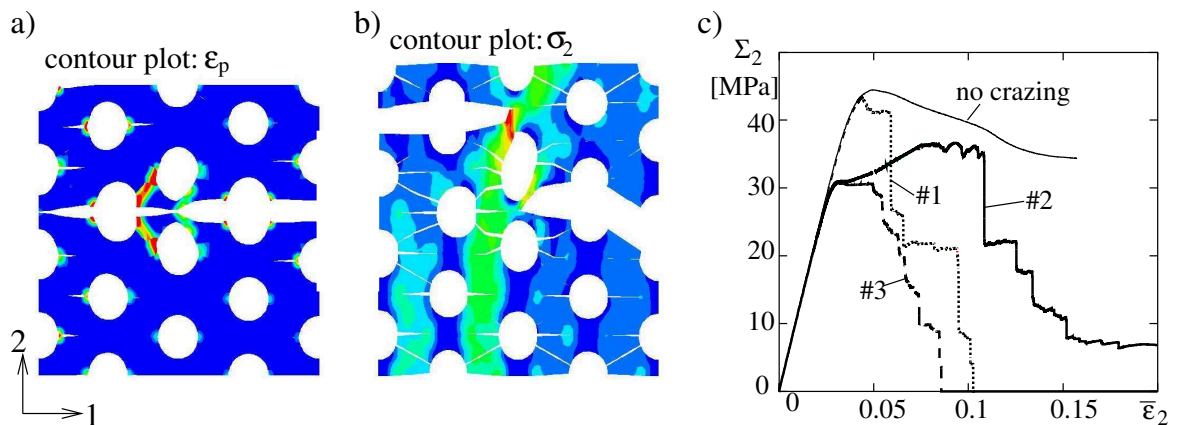 a)
contour plot: εp
2
1
b)
contour plot: σ2
c)
Σ2
[MPa]
40
30
20
10
0
no crazing
#1
#2
#3
0
0.05
0.1
0.15
ε̅2